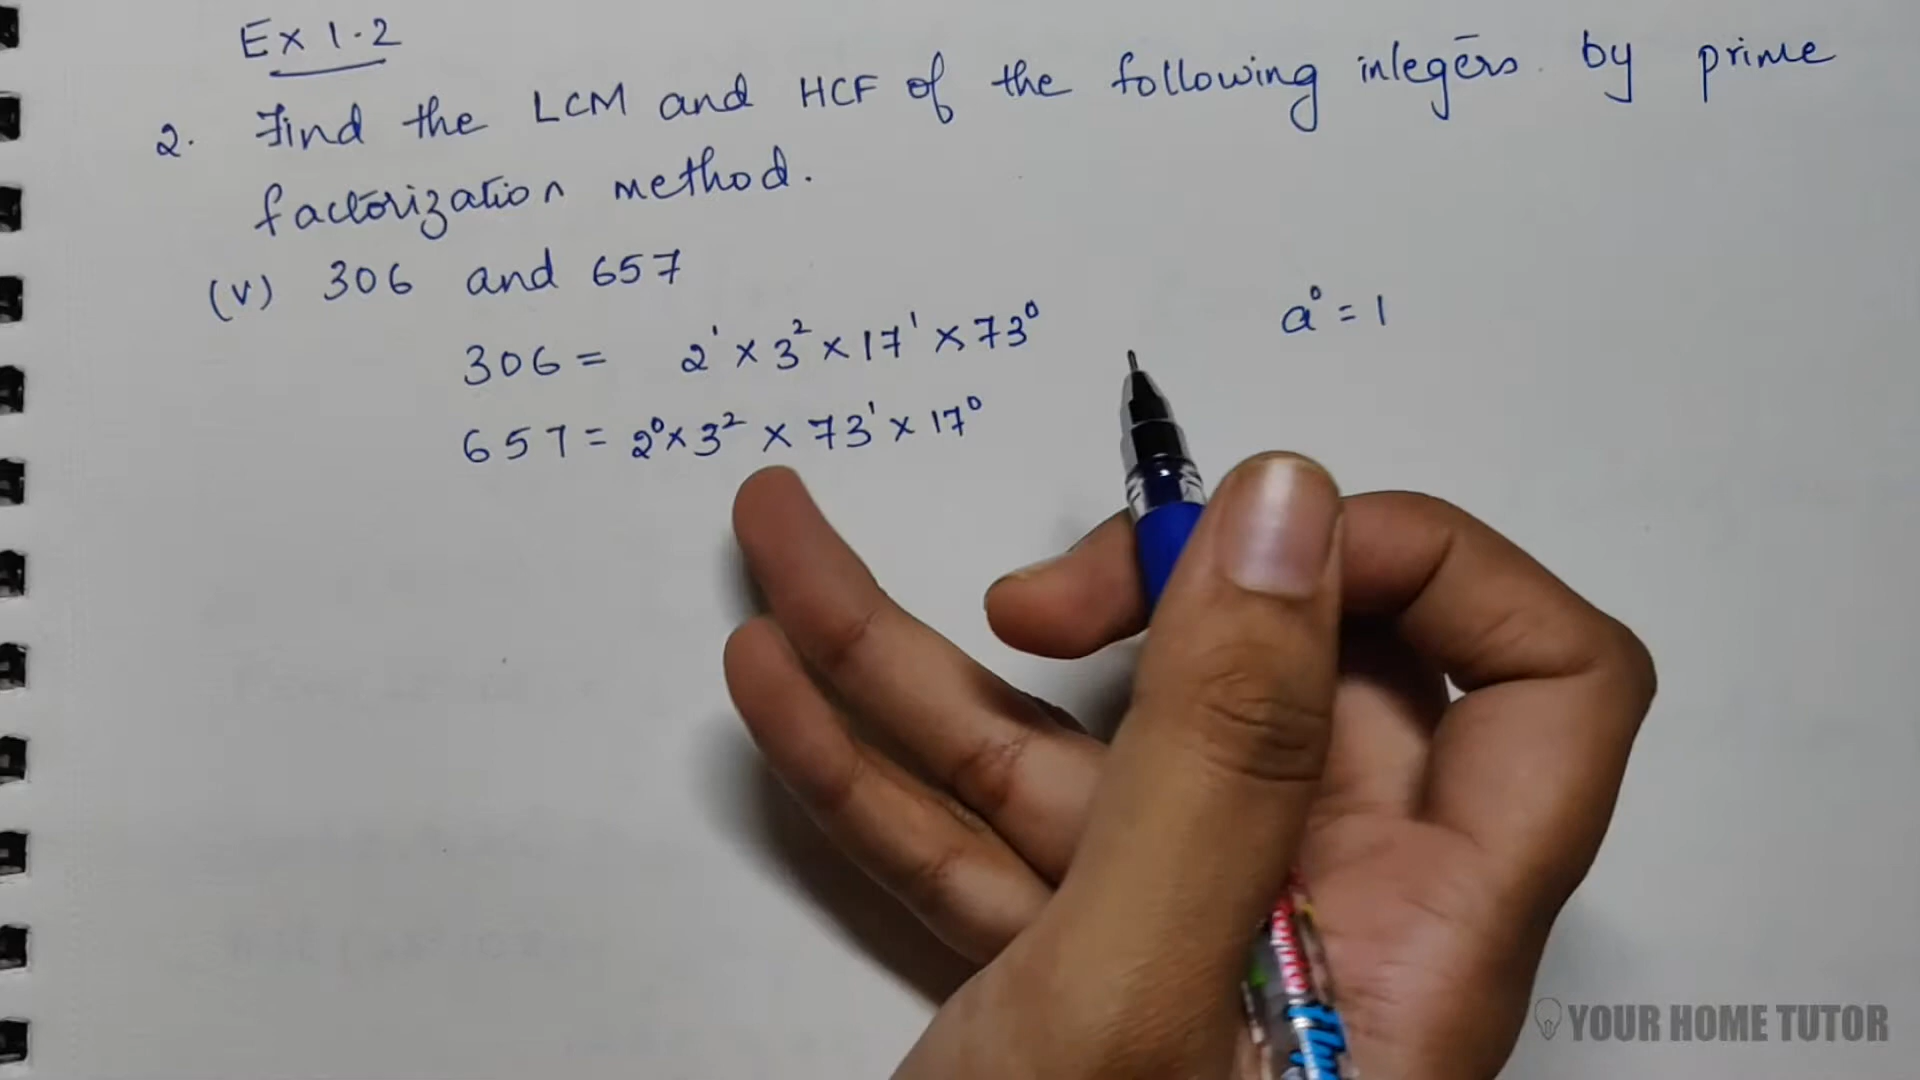 Ex 1.2
2. Find the LCM and HCF of the following integers by prime
factorization method.
(v) 306 and 657
306 = 2¹ × 3² × 17¹ × 73⁰
a⁰ = 1
657 = 2⁰ × 3² × 73¹ × 17⁰
YOUR HOME TUTOR